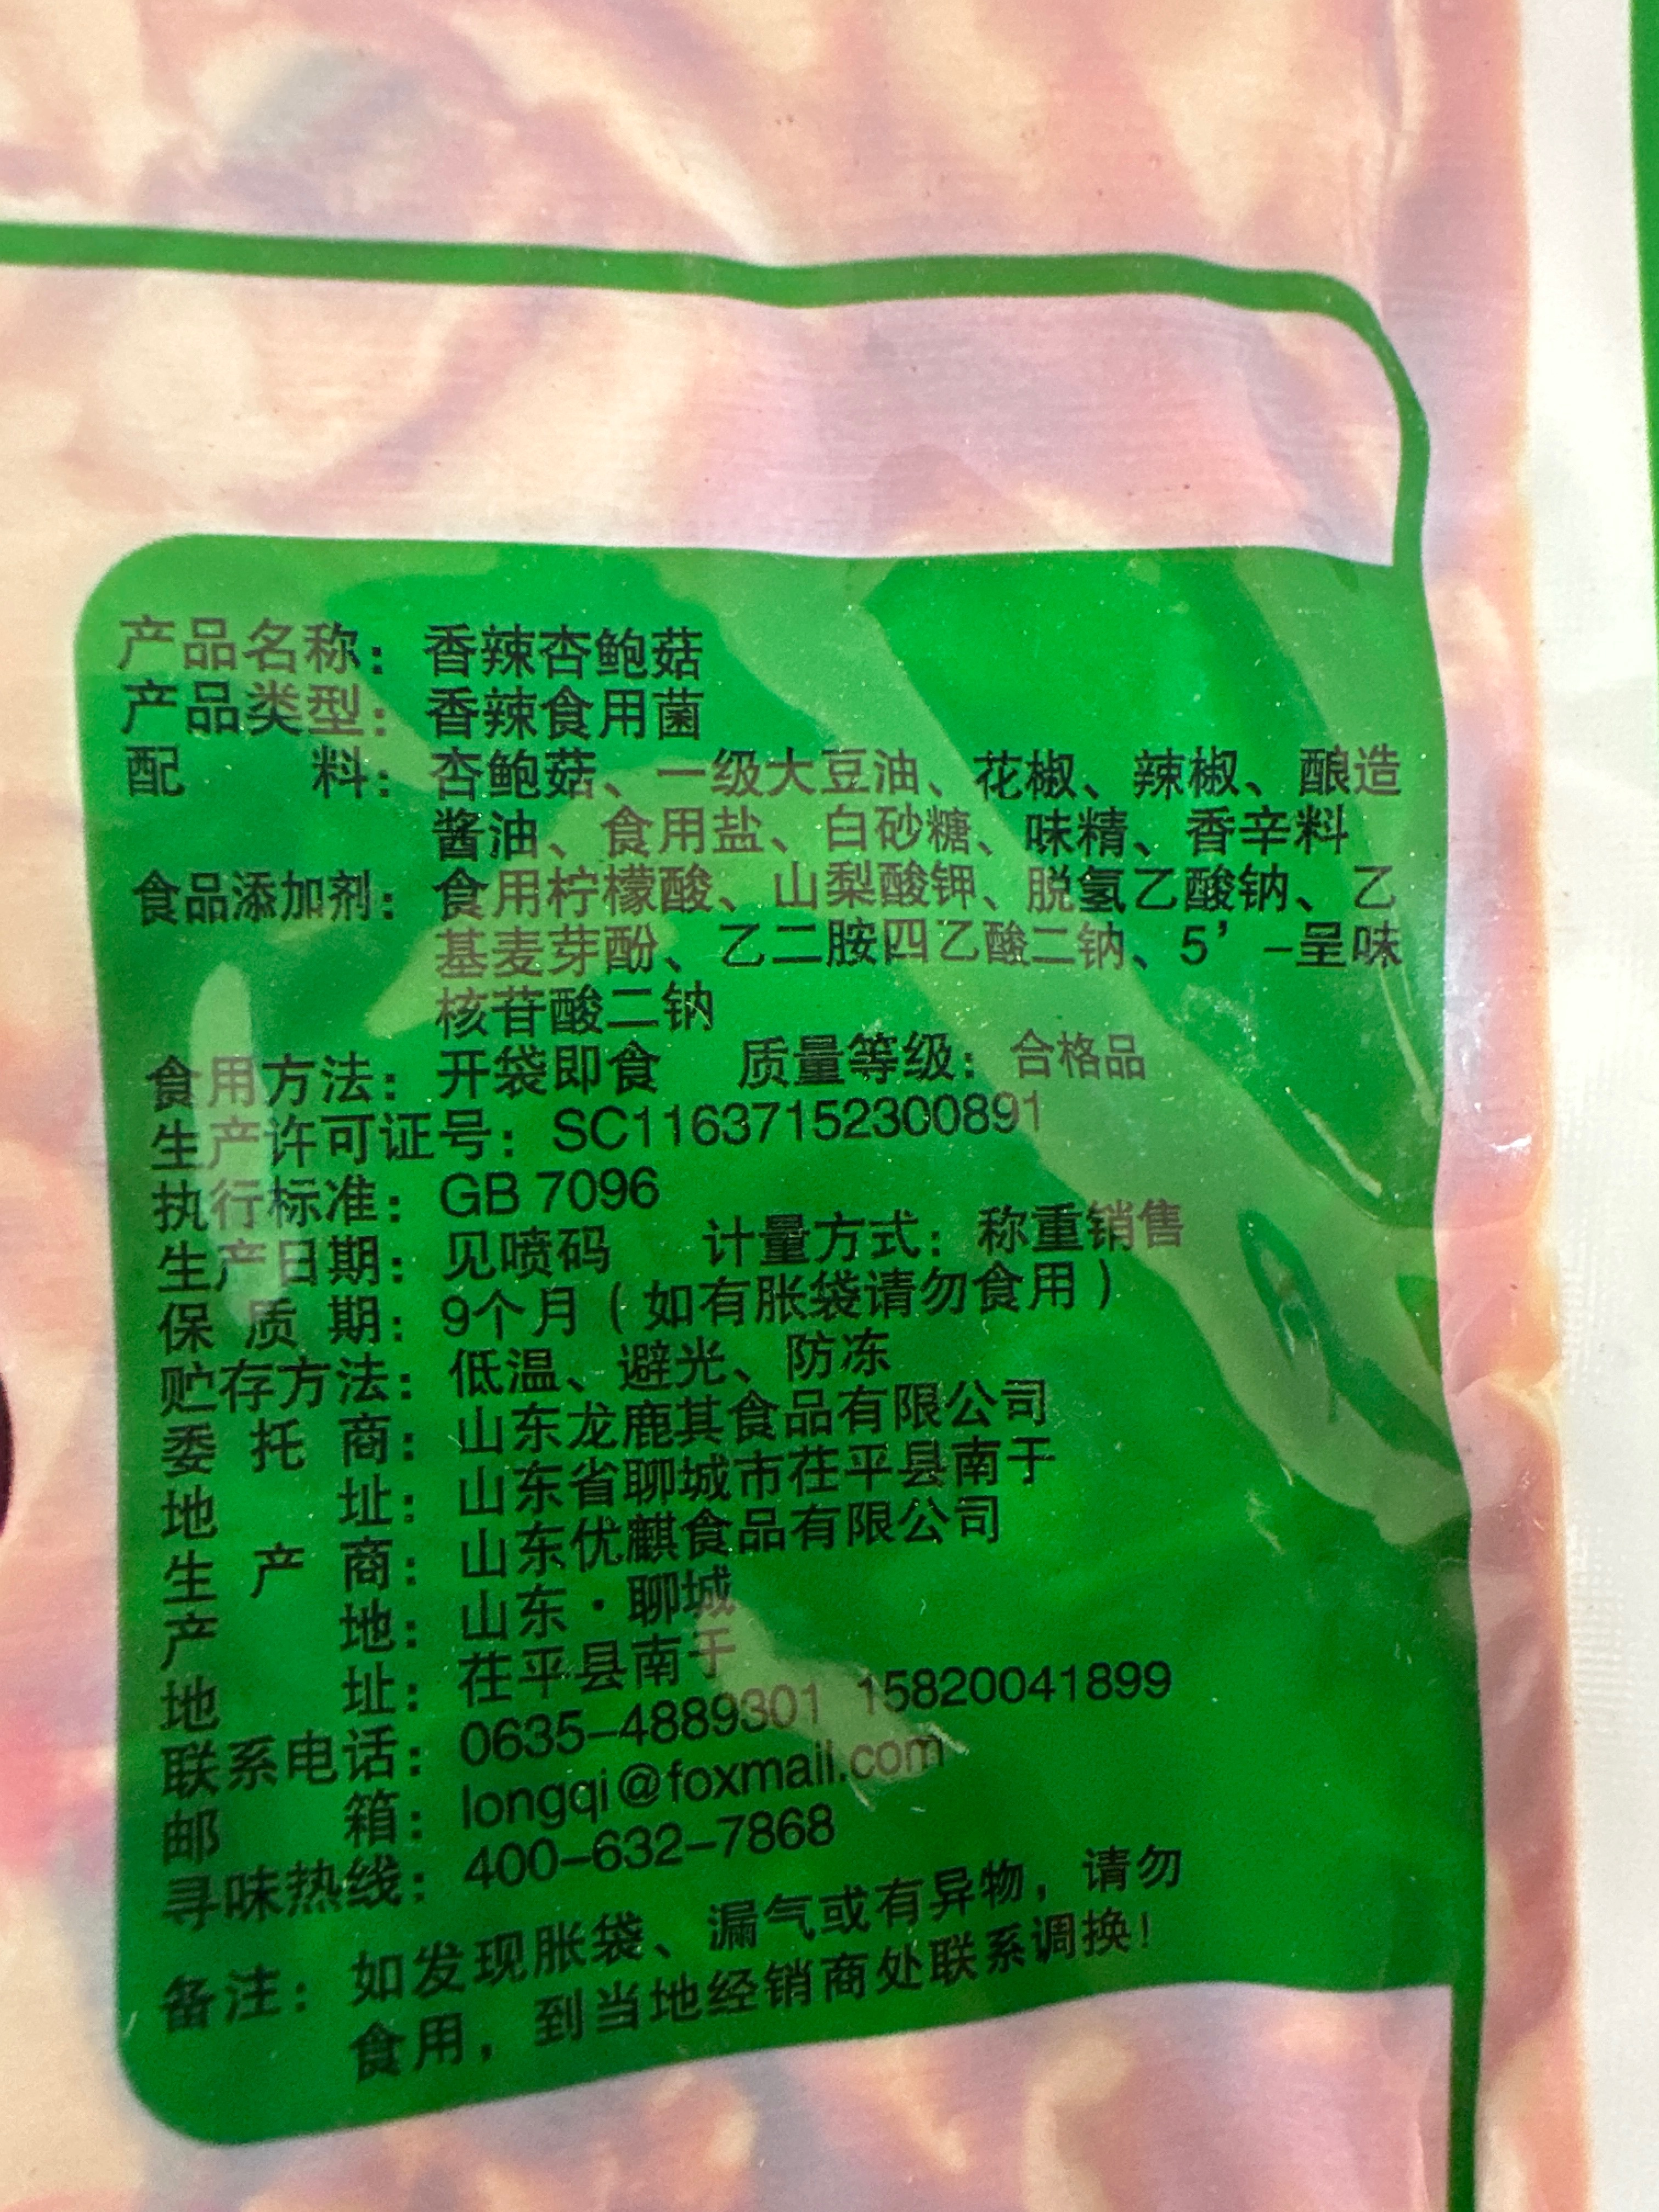 产品名称：香辣杏鲍菇
产品类型：香辣食用菌
配料：杏鲍菇、一级大豆油、花椒、辣椒、酿造
酱油、食用盐、白砂糖、味精、香辛料
食品添加剂：食用柠檬酸、山梨酸钾、脱氢乙酸钠、乙
基麦芽酚、乙二胺四乙酸二钠、5’-呈味
核苷酸二钠
食用方法：开袋即食 质量等级：合格品
生产许可证号：SC11637152300891
执行标准：GB 7096
生产日期：见喷码 计量方式：称重销售
保质期：9个月（如有胀袋请勿食用）
贮存方法：低温、避光、防冻
委托商：山东龙鹿其食品有限公司
地址：山东省聊城市茌平县南于
生产商：山东优麒食品有限公司
产地：山东·聊城
地址：茌平县南于
联系电话：0635-4889301 15820041899
邮箱：longqi@foxmail.com
寻味热线：400-632-7868
备注：如发现胀袋、漏气或有异物，请勿
食用，到当地经销商处联系调换！